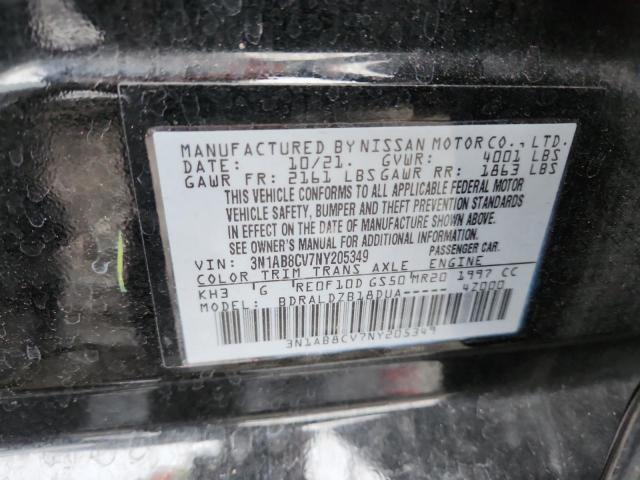 MANUFACTURED BY NISSAN MOTOR CO., LTD.
DATE: 10/21. GVWR: 4001 LBS
GAWR FR: 2161 LBS GAWR RR: 1863 LBS
THIS VEHICLE CONFORMS TO ALL APPLICABLE FEDERAL MOTOR
VEHICLE SAFETY, BUMPER AND THEFT PREVENTION STANDARDS
IN EFFECT ON THE DATE OF MANUFACTURE SHOWN ABOVE.
SEE OWNER'S MANUAL FOR ADDITIONAL INFORMATION.
VIN: 3N1AB8CV7NY205349 PASSENGER CAR.
COLOR TRIM TRANS AXLE ENGINE
KH3 G RE0F10D GS50 MR20 1997 CC
MODEL: BDRALDZB18DUA---- 4Z000
3N1AB8CV7NY205349